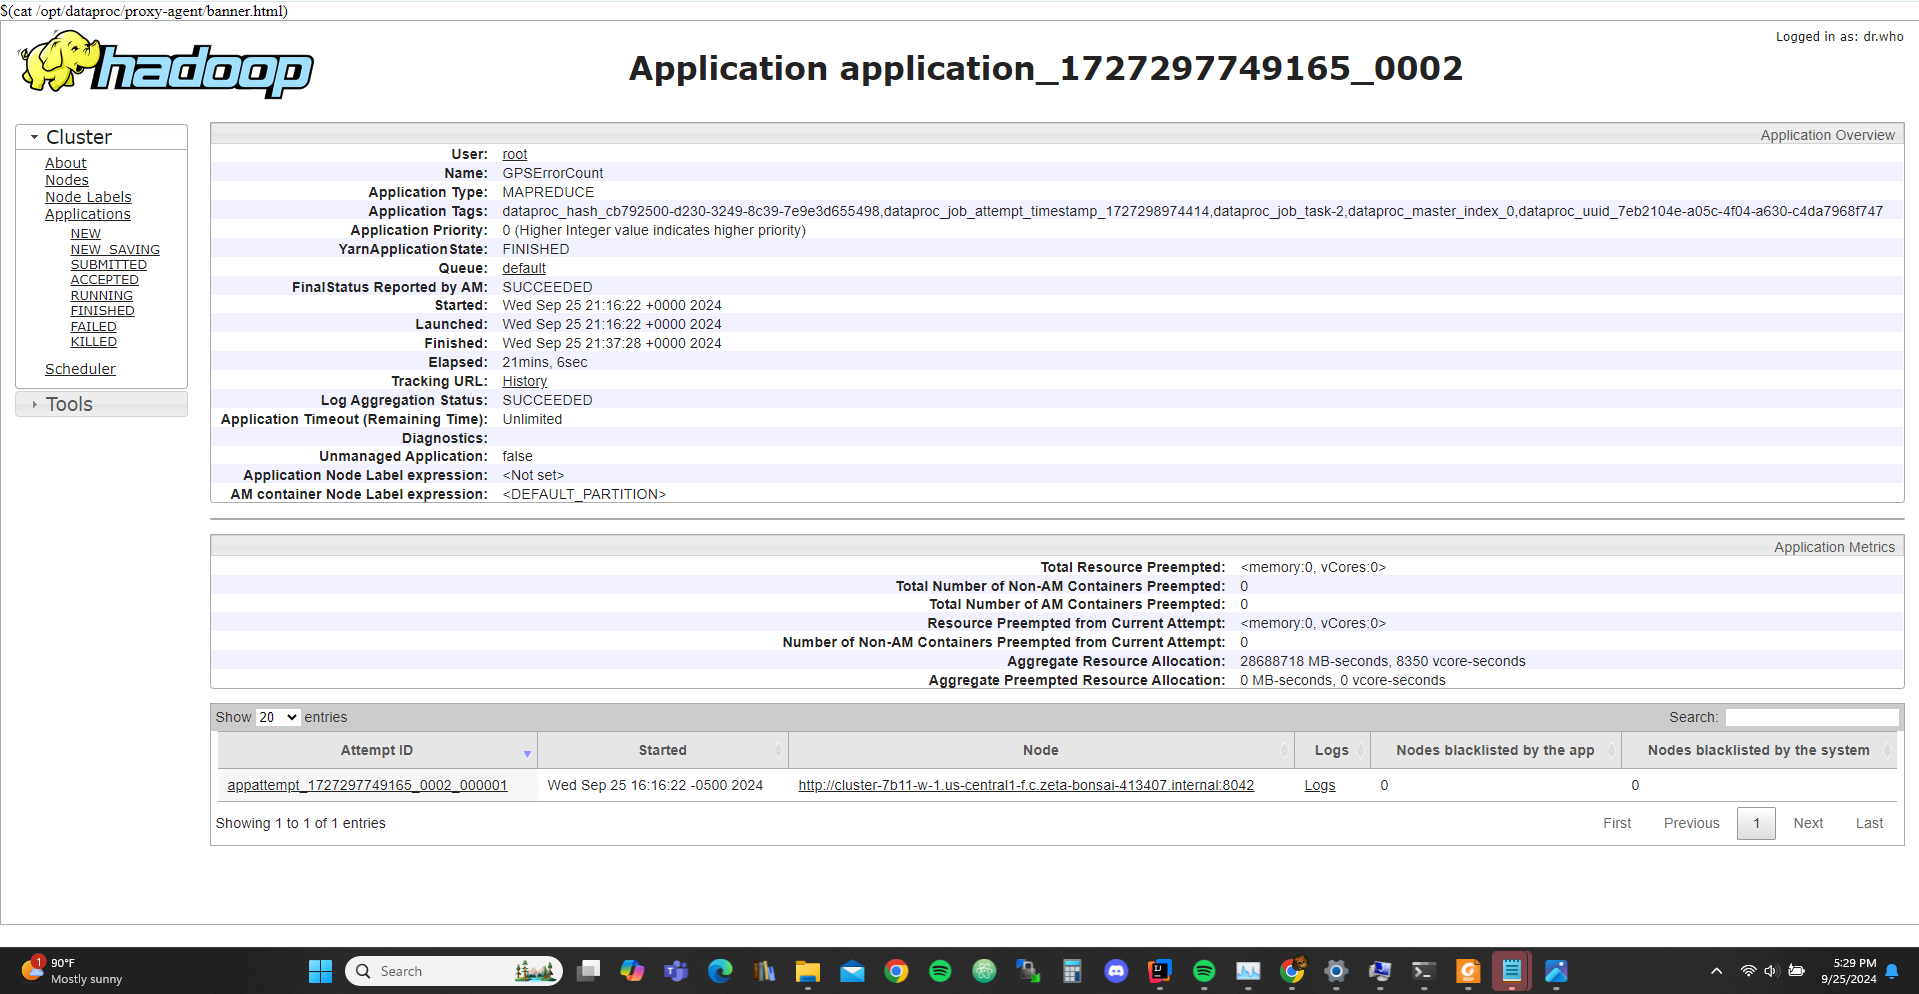 $(cat /opt/dataproc/proxy-agent/banner.html)
hadoop
Application application_1727297749165_0002
Logged in as: dr.who
Cluster
About
Nodes
Node Labels
Applications
NEW
NEW_SAVING
SUBMITTED
ACCEPTED
RUNNING
FINISHED
FAILED
KILLED
Scheduler
Tools
Application Overview
User: root
Name: GPSErrorCount
Application Type: MAPREDUCE
Application Tags: dataproc_hash_cb792500-d230-3249-8c39-7e9e3d655498,dataproc_job_attempt_timestamp_1727298974414,dataproc_job_task-2,dataproc_master_index_0,dataproc_uuid_7eb2104e-a05c-4f04-a630-c4da7968f747
Application Priority: 0 (Higher Integer value indicates higher priority)
YarnApplicationState: FINISHED
Queue: default
FinalStatus Reported by AM: SUCCEEDED
Started: Wed Sep 25 21:16:22 +0000 2024
Launched: Wed Sep 25 21:16:22 +0000 2024
Finished: Wed Sep 25 21:37:28 +0000 2024
Elapsed: 21mins, 6sec
Tracking URL: History
Log Aggregation Status: SUCCEEDED
Application Timeout (Remaining Time): Unlimited
Diagnostics:
Unmanaged Application: false
Application Node Label expression: <Not set>
AM container Node Label expression: <DEFAULT_PARTITION>
Application Metrics
Total Resource Preempted: <memory:0, vCores:0>
Total Number of Non-AM Containers Preempted: 0
Total Number of AM Containers Preempted: 0
Resource Preempted from Current Attempt: <memory:0, vCores:0>
Number of Non-AM Containers Preempted from Current Attempt: 0
Aggregate Resource Allocation: 28688718 MB-seconds, 8350 vcore-seconds
Aggregate Preempted Resource Allocation: 0 MB-seconds, 0 vcore-seconds
Show 20 entries Search:
Attempt ID Started Node Logs Nodes blacklisted by the app Nodes blacklisted by the system
appattempt_1727297749165_0002_000001 Wed Sep 25 16:16:22 -0500 2024 http://cluster-7b11-w-1.us-central1-f.c.zeta-bonsai-413407.internal:8042 Logs 0 0
Showing 1 to 1 of 1 entries First Previous 1 Next Last
1
90°F
Mostly sunny
Search
5:29 PM
9/25/2024